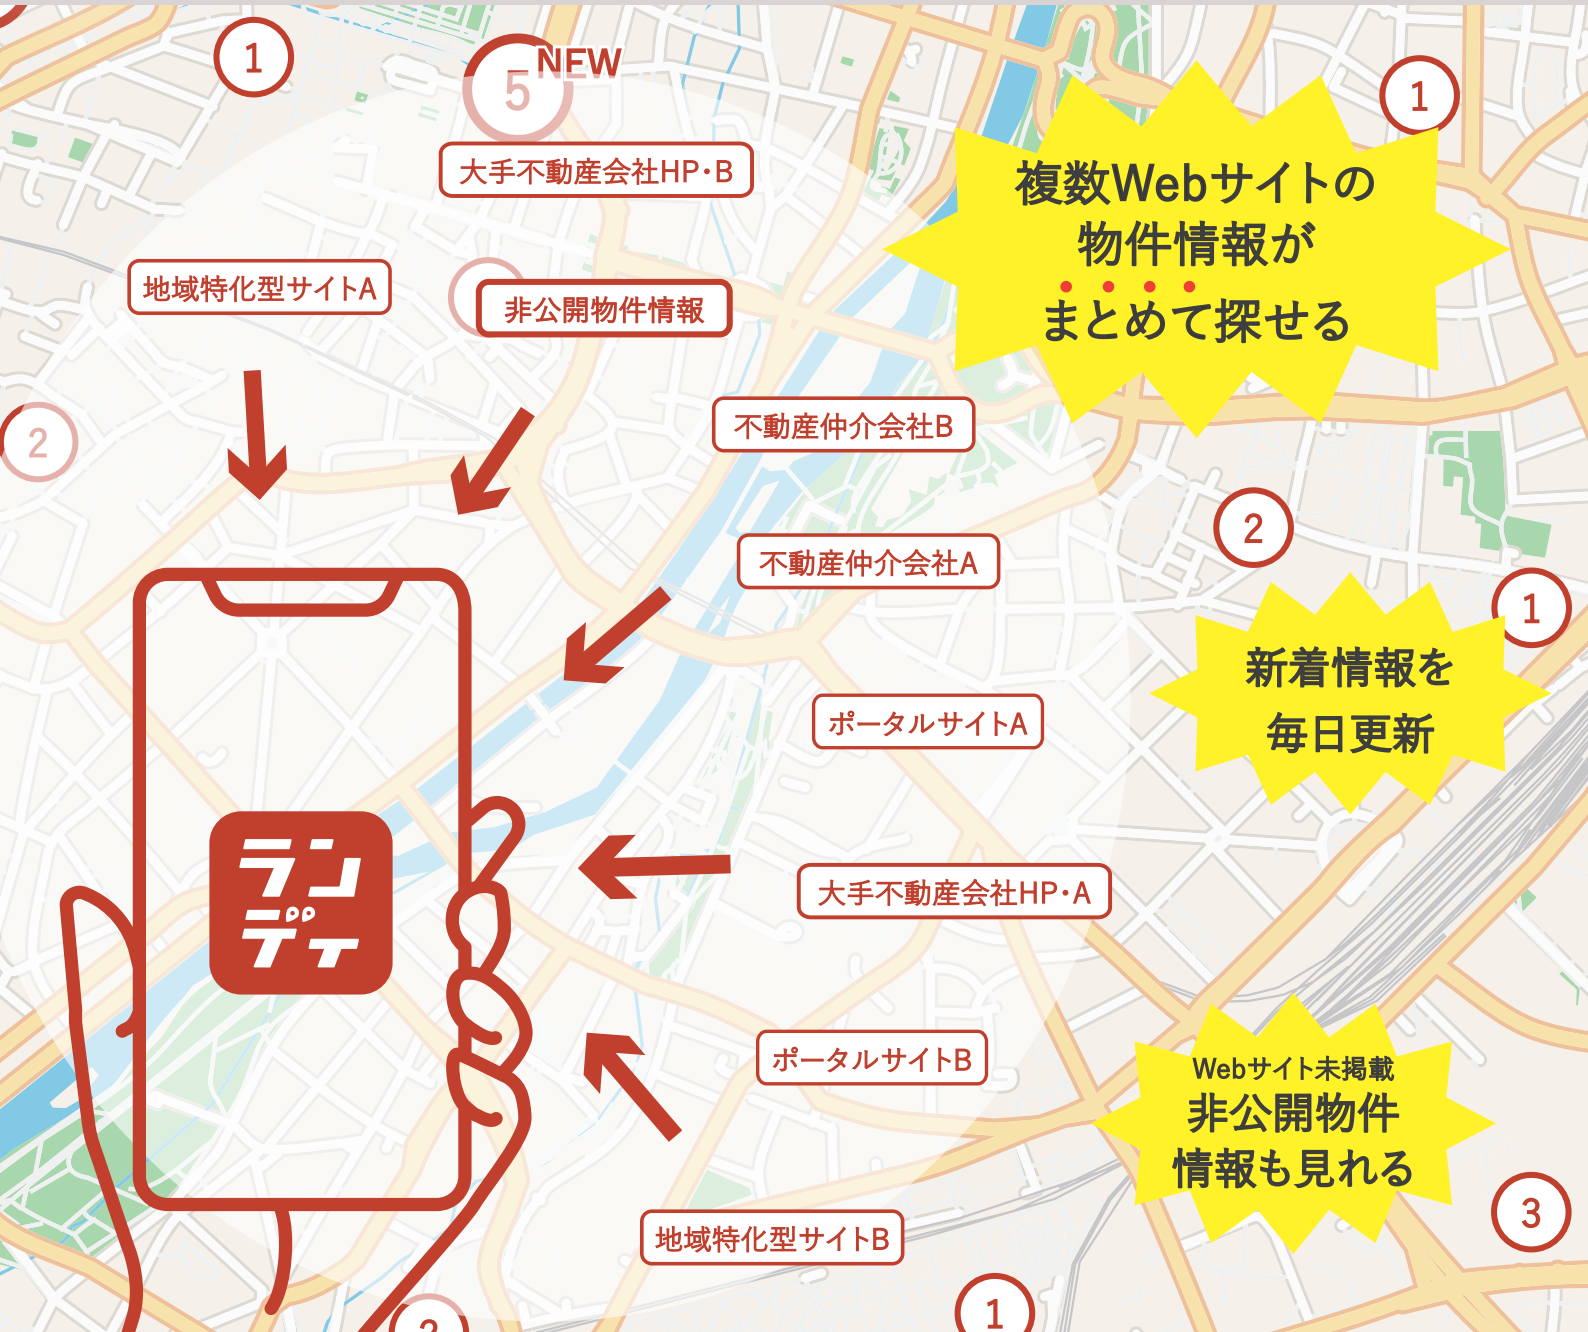 1
5
NEW
1
大手不動産会社HP・B
複数Webサイトの
物件情報が
まとめて探せる
地域特化型サイトA
非公開物件情報
2
不動産仲介会社B
2
不動産仲介会社A
1
新着情報を
毎日更新
ポータルサイトA
ランディ
大手不動産会社HP・A
ポータルサイトB
Webサイト未掲載
非公開物件
情報も見れる
3
地域特化型サイトB
1